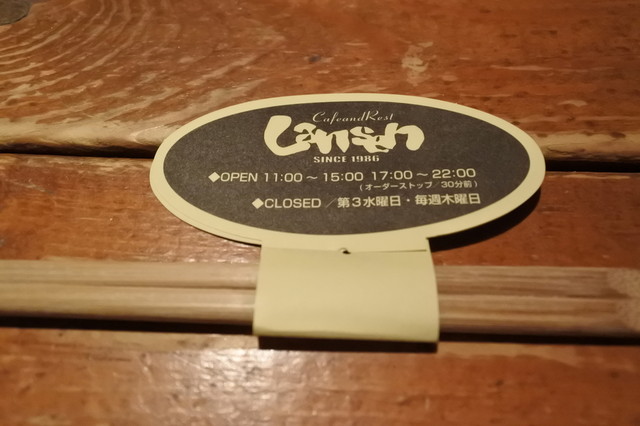 CafeandRest
SINCE 1986
◆OPEN 11:00～15:00 17:00～22:00
(オーダーストップ／30分前)
◆CLOSED ／第3水曜日・毎週木曜日